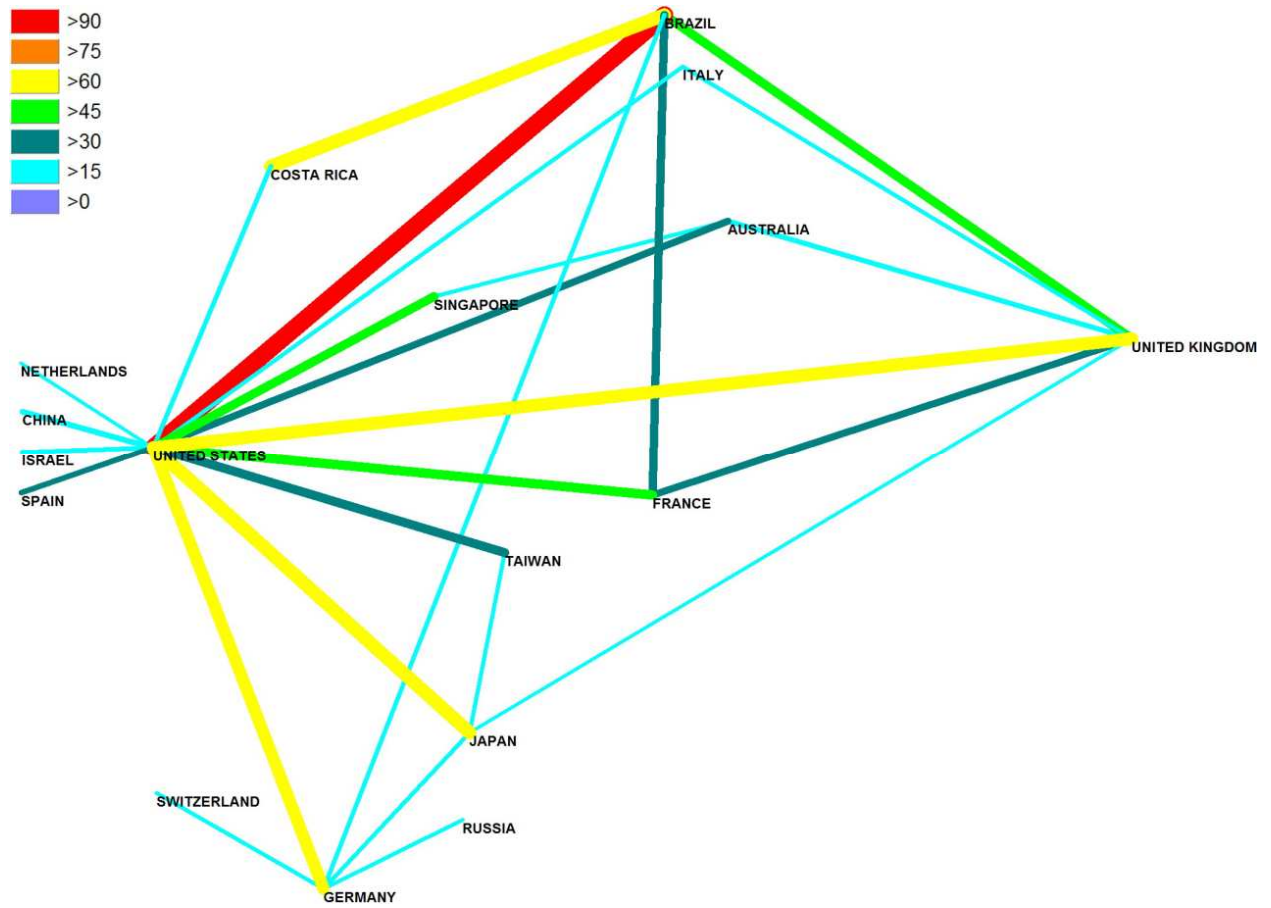 >90
>75
>60
>45
>30
>15
>0
BRAZIL
ITALY
COSTA RICA
AUSTRALIA
SINGAPORE
UNITED KINGDOM
NETHERLANDS
CHINA
UNITED STATES
ISRAEL
SPAIN
FRANCE
TAIWAN
JAPAN
SWITZERLAND
RUSSIA
GERMANY